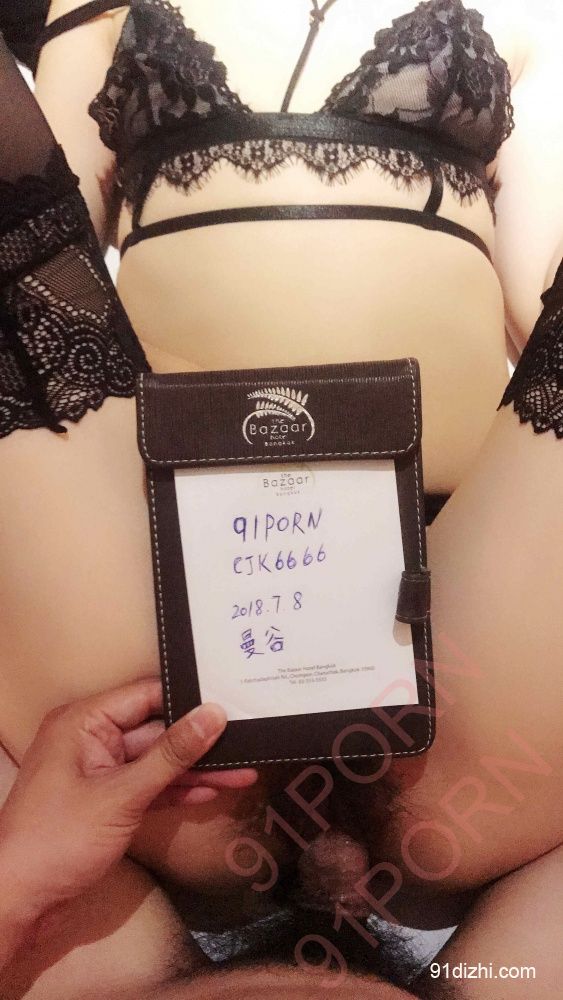 the
Bazaar
hotel
Bangkok
the
Bazaar
hotel
bangkok
91PORN
CJK6666
2018.7.8
曼谷
The Bazaar Hotel Bangkok
91PORN
91PORN
91dizhi.com